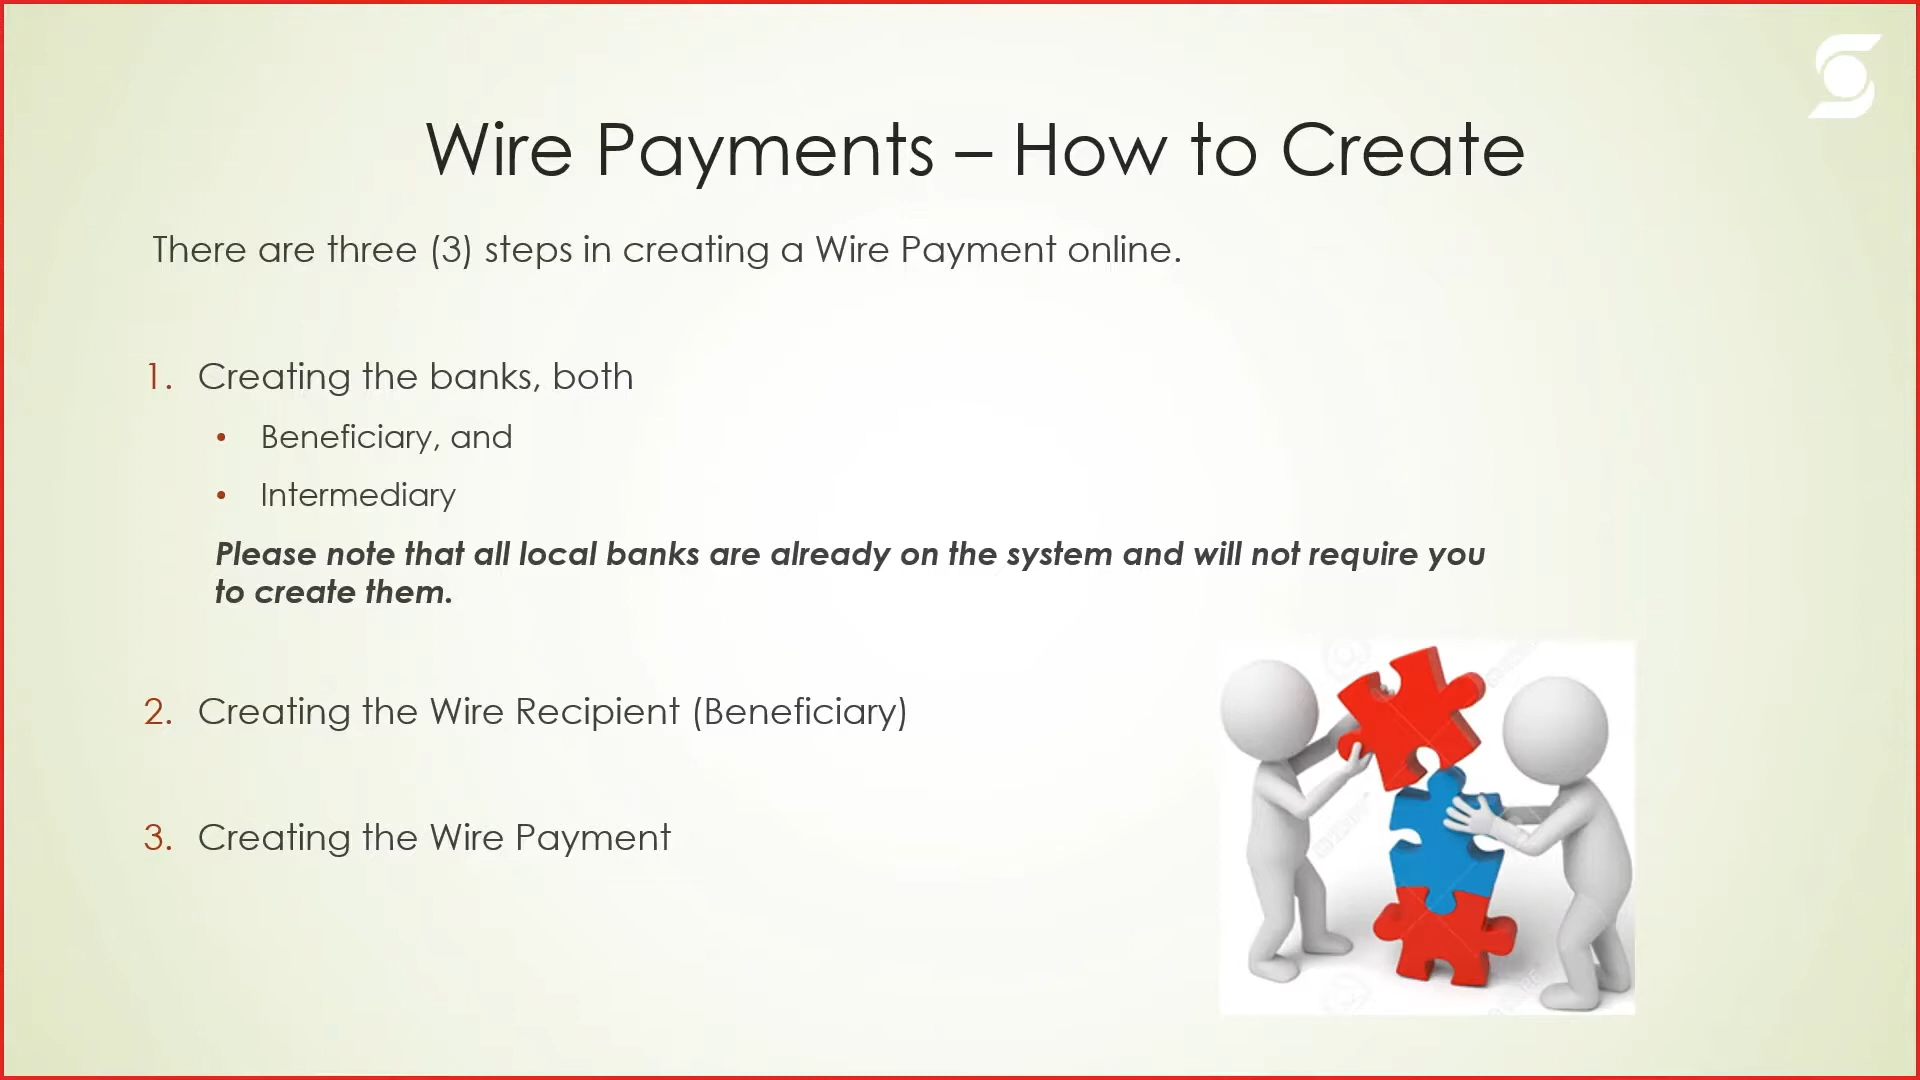 Wire Payments – How to Create
There are three (3) steps in creating a Wire Payment online.
1. Creating the banks, both
• Beneficiary, and
• Intermediary
Please note that all local banks are already on the system and will not require you
to create them.
2. Creating the Wire Recipient (Beneficiary)
3. Creating the Wire Payment